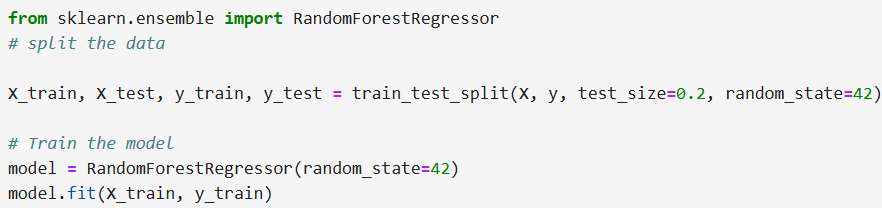 from sklearn.ensemble import RandomForestRegressor
# split the data
X_train, X_test, y_train, y_test = train_test_split(X, y, test_size=0.2, random_state=42)
# Train the model
model = RandomForestRegressor(random_state=42)
model.fit(X_train, y_train)